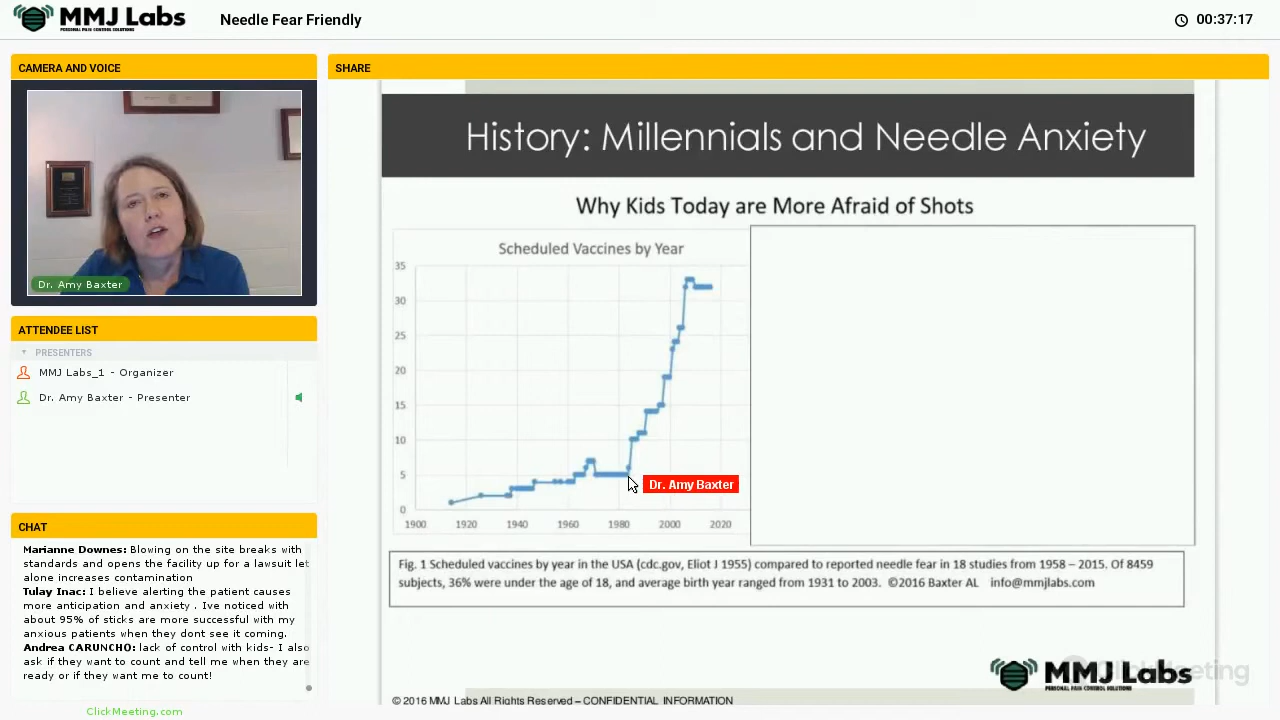 MMJ Labs
PERSONAL PAIN CONTROL SOLUTIONS
Needle Fear Friendly
00:37:17
CAMERA AND VOICE
Dr. Amy Baxter
ATTENDEE LIST
PRESENTERS
MMJ Labs_1 - Organizer
Dr. Amy Baxter - Presenter
CHAT
Marianne Downes: Blowing on the site breaks with
standards and opens the facility up for a lawsuit let
alone increases contamination
Tulay Inac: I believe alerting the patient causes
more anticipation and anxiety . Ive noticed with
about 95% of sticks are more successful with my
anxious patients when they dont see it coming.
Andrea CARUNCHO: lack of control with kids- I also
ask if they want to count and tell me when they are
ready or if they want me to count!
ClickMeeting.com
SHARE
History: Millennials and Needle Anxiety
Why Kids Today are More Afraid of Shots
Scheduled Vaccines by Year
35
30
25
20
15
10
5
0
1900 1920 1940 1960 1980 2000 2020
Dr. Amy Baxter
Fig. 1 Scheduled vaccines by year in the USA (cdc.gov, Eliot J 1955) compared to reported needle fear in 18 studies from 1958 – 2015. Of 8459
subjects, 36% were under the age of 18, and average birth year ranged from 1931 to 2003. ©2016 Baxter AL info@mmjlabs.com
MMJ Labs
PERSONAL PAIN CONTROL SOLUTIONS
ClickMeeting
© 2016 MMJ Labs All Rights Reserved – CONFIDENTIAL INFORMATION